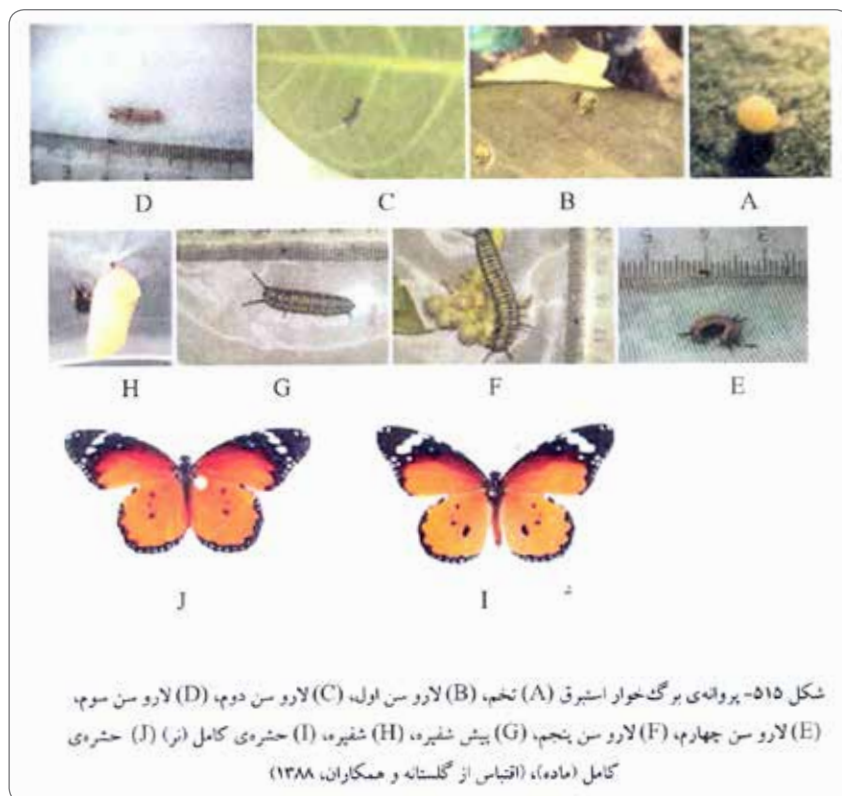 D C B A
H G F E
J I
شکل ۵۱۵- پروانه‌ی برگ‌خوار استبرق (A) تخم، (B) لارو سن اول، (C) لارو سن دوم، (D) لارو سن سوم،
(E) لارو سن چهارم، (F) لارو سن پنجم، (G) پیش شفیره، (H) شفیره، (I) حشره‌ی کامل (نر) (J) حشره‌ی
کامل (ماده)، (اقتباس از گلستانه و همکاران، ۱۳۸۸)